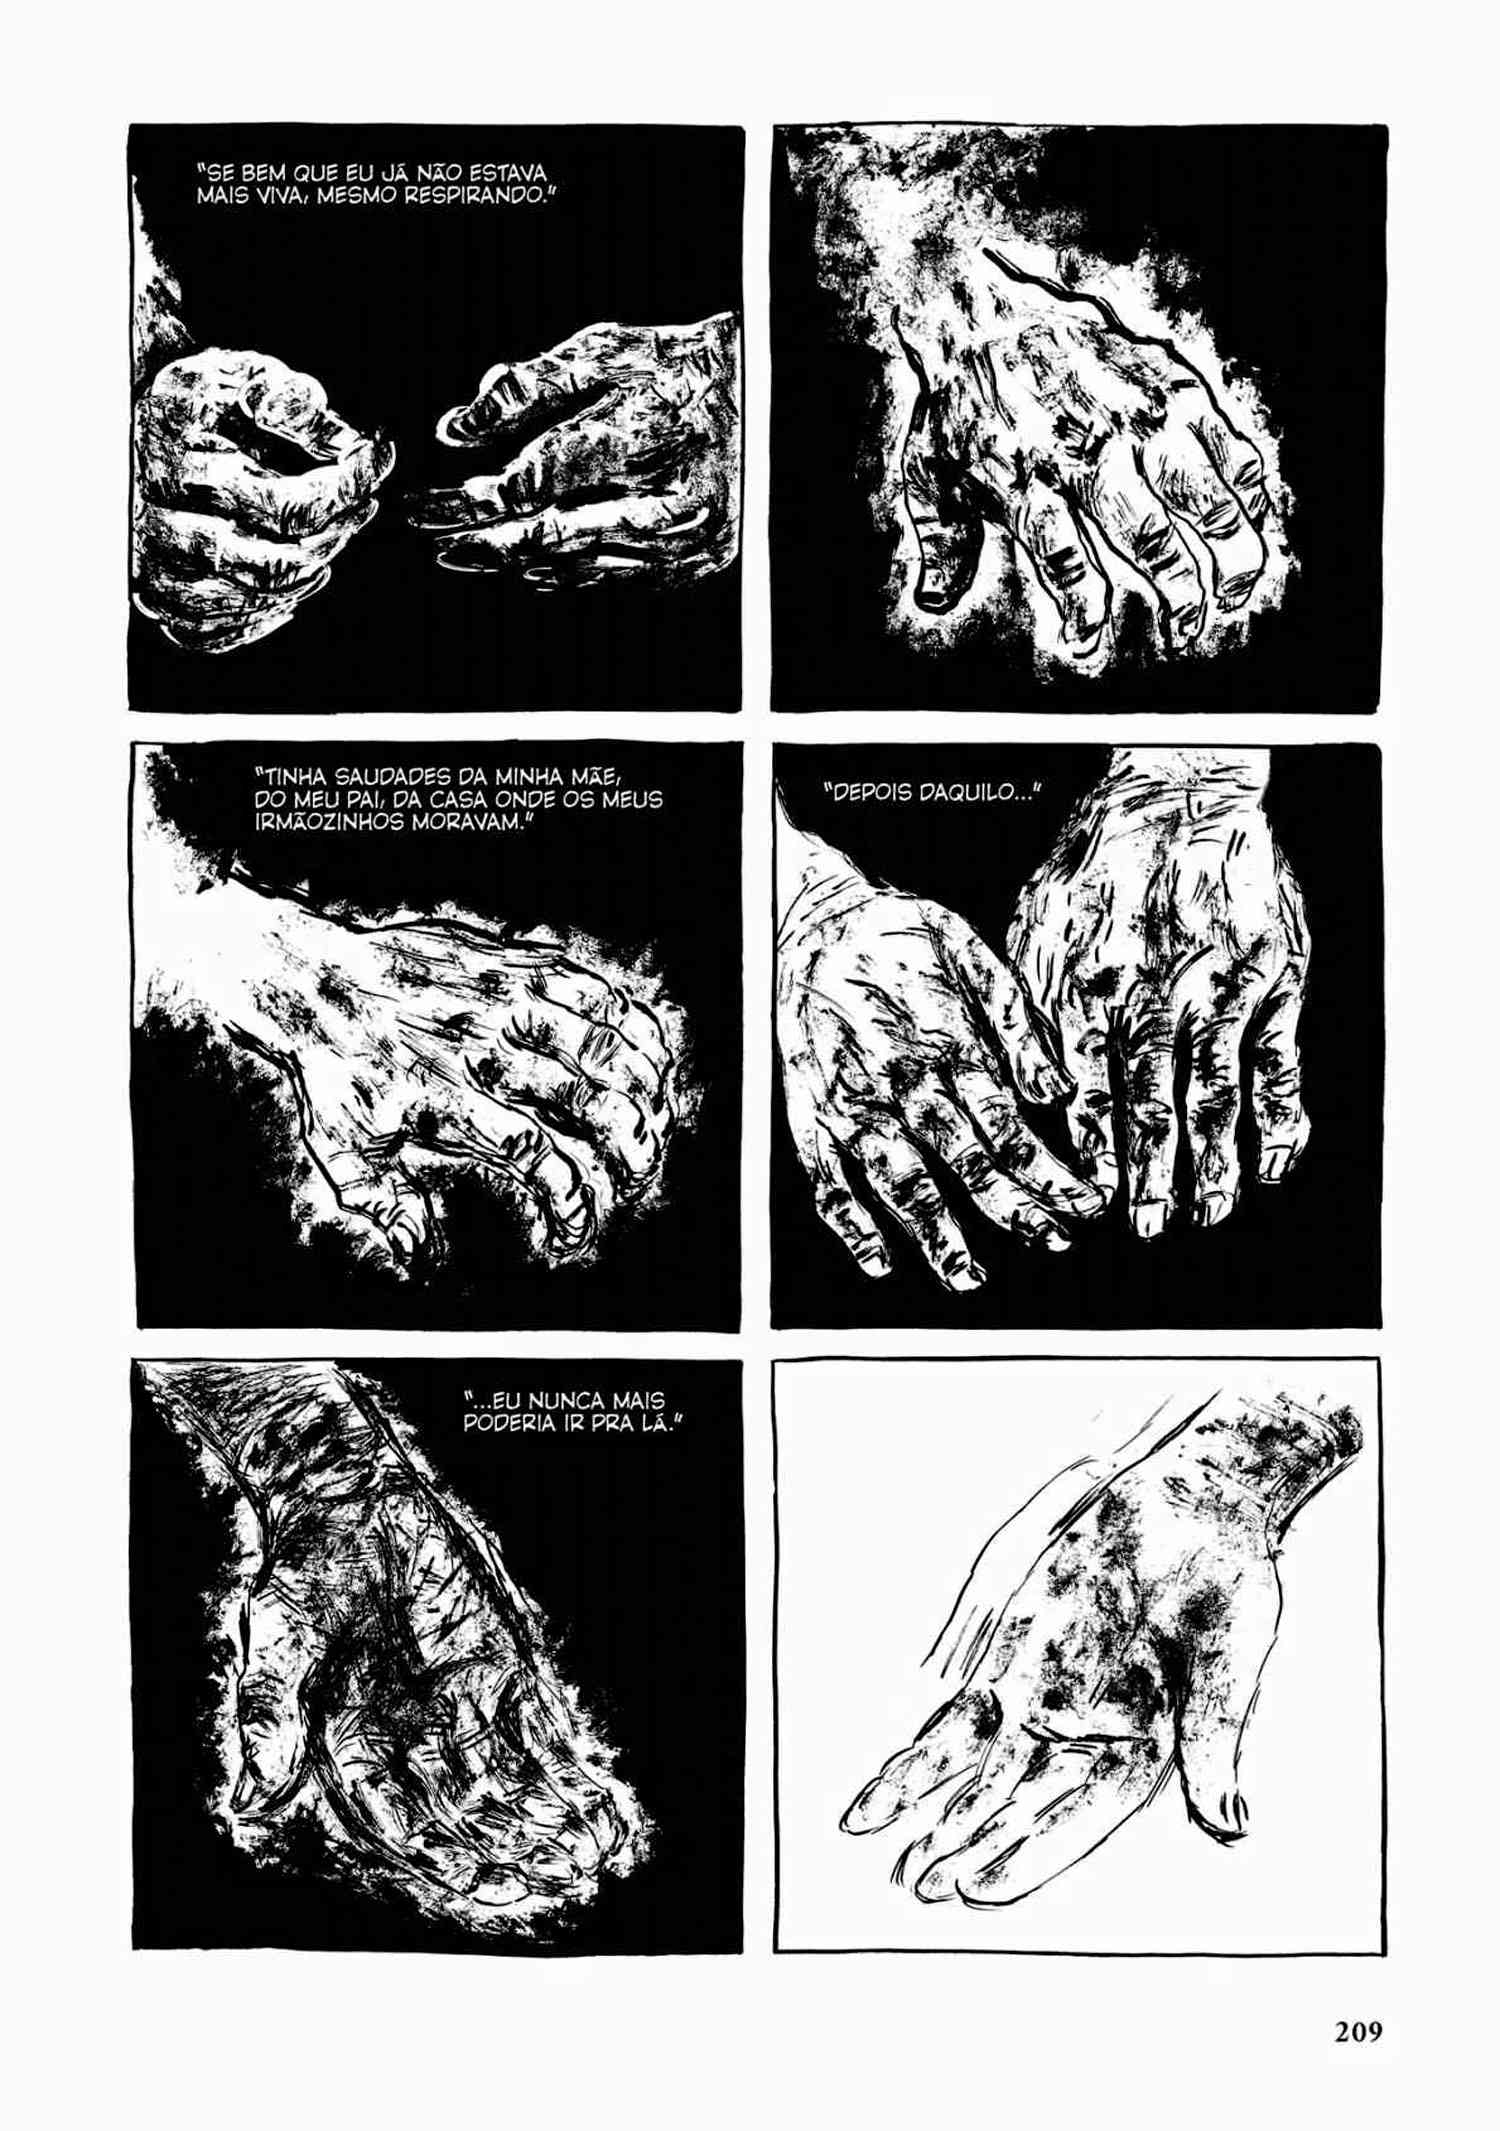 "SE BEM QUE EU JÁ NÃO ESTAVA
MAIS VIVA, MESMO RESPIRANDO."
"TINHA SAUDADES DA MINHA MÃE,
DO MEU PAI, DA CASA ONDE OS MEUS
IRMÃOZINHOS MORAVAM."
"DEPOIS DAQUILO..."
"...EU NUNCA MAIS
PODERIA IR PRA LÁ."
209